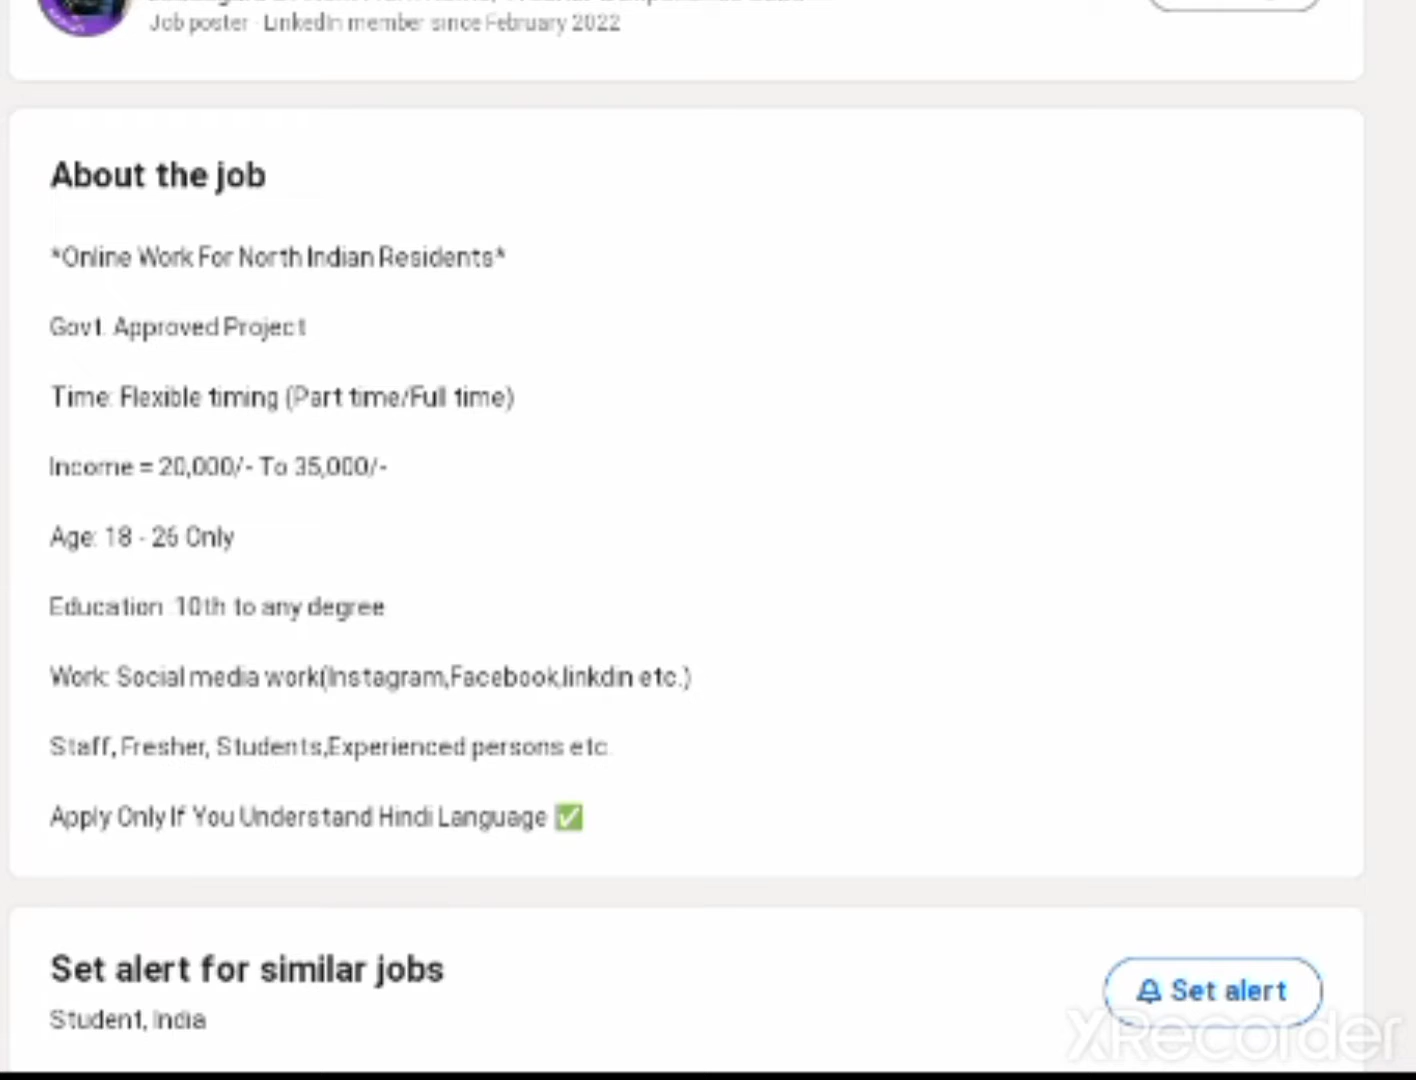 Job poster · LinkedIn member since February 2022
About the job
*Online Work For North Indian Residents*
Govt. Approved Project
Time: Flexible timing (Part time/Full time)
Income = 20,000/- To 35,000/-
Age: 18 - 26 Only
Education :10th to any degree
Work: Social media work(Instagram,Facebook,linkdin etc.)
Staff, Fresher, Students,Experienced persons etc.
Apply Only If You Understand Hindi Language ✅
Set alert for similar jobs
Set alert
Student, India
XRecorder